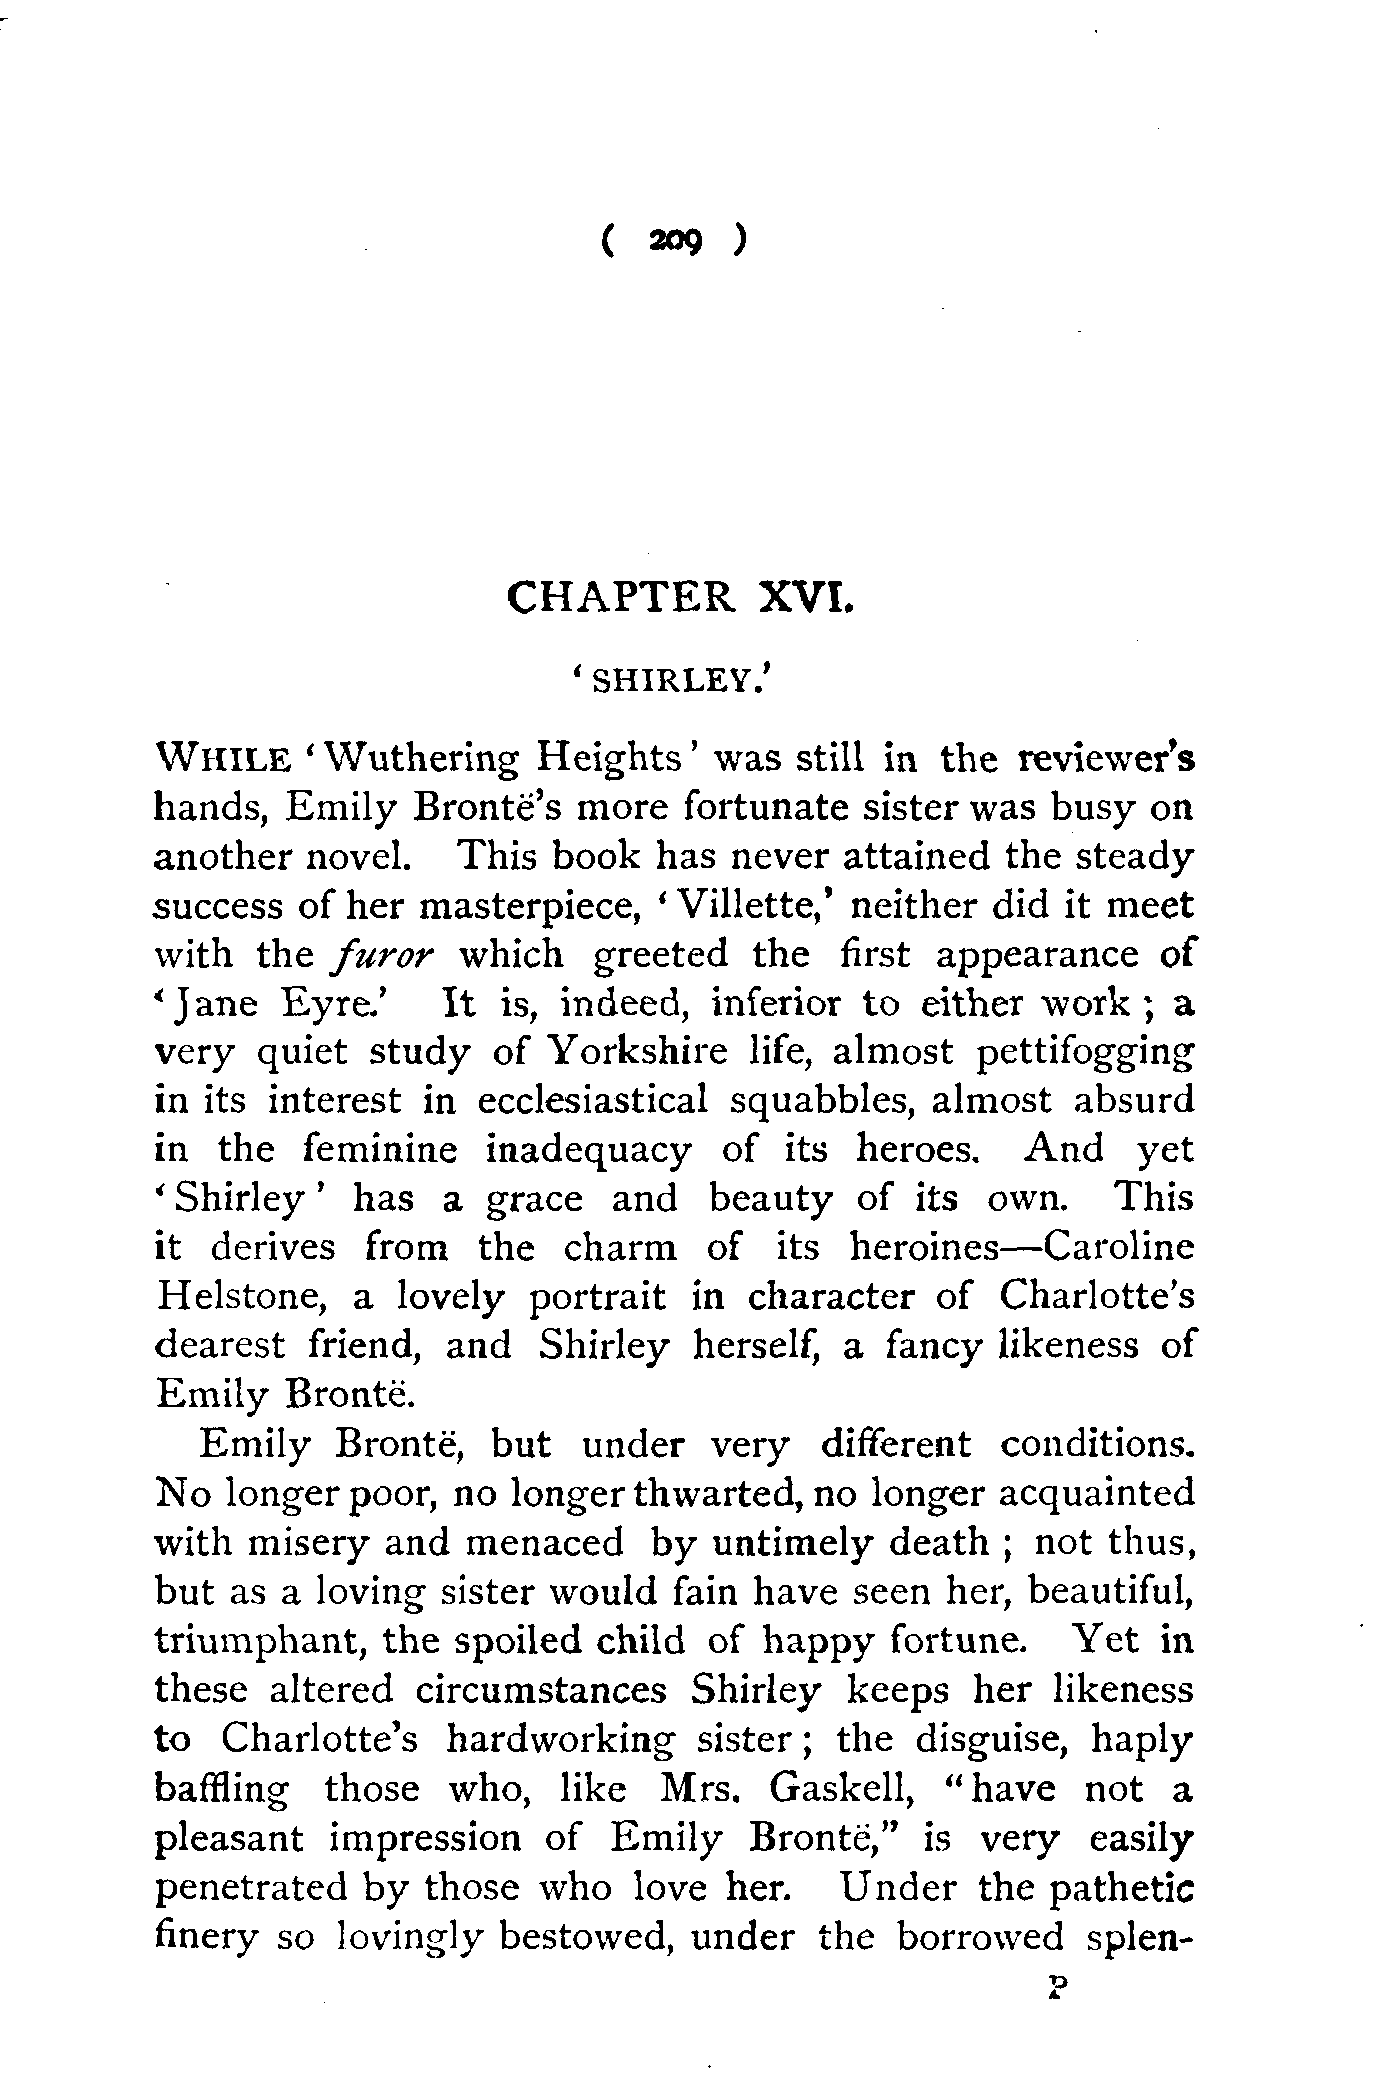 ( 209 )
CHAPTER XVI.
‘ SHIRLEY.’
WHILE ‘ Wuthering Heights ’ was still in the reviewer’s
hands, Emily Brontë’s more fortunate sister was busy on
another novel. This book has never attained the steady
success of her masterpiece, ‘ Villette,’ neither did it meet
with the furor which greeted the first appearance of
‘ Jane Eyre.’ It is, indeed, inferior to either work ; a
very quiet study of Yorkshire life, almost pettifogging
in its interest in ecclesiastical squabbles, almost absurd
in the feminine inadequacy of its heroes. And yet
‘ Shirley ’ has a grace and beauty of its own. This
it derives from the charm of its heroines—Caroline
Helstone, a lovely portrait in character of Charlotte’s
dearest friend, and Shirley herself, a fancy likeness of
Emily Brontë.
Emily Brontë, but under very different conditions.
No longer poor, no longer thwarted, no longer acquainted
with misery and menaced by untimely death ; not thus,
but as a loving sister would fain have seen her, beautiful,
triumphant, the spoiled child of happy fortune. Yet in
these altered circumstances Shirley keeps her likeness
to Charlotte’s hardworking sister ; the disguise, haply
baffling those who, like Mrs. Gaskell, “ have not a
pleasant impression of Emily Brontë,” is very easily
penetrated by those who love her. Under the pathetic
finery so lovingly bestowed, under the borrowed splen-
P